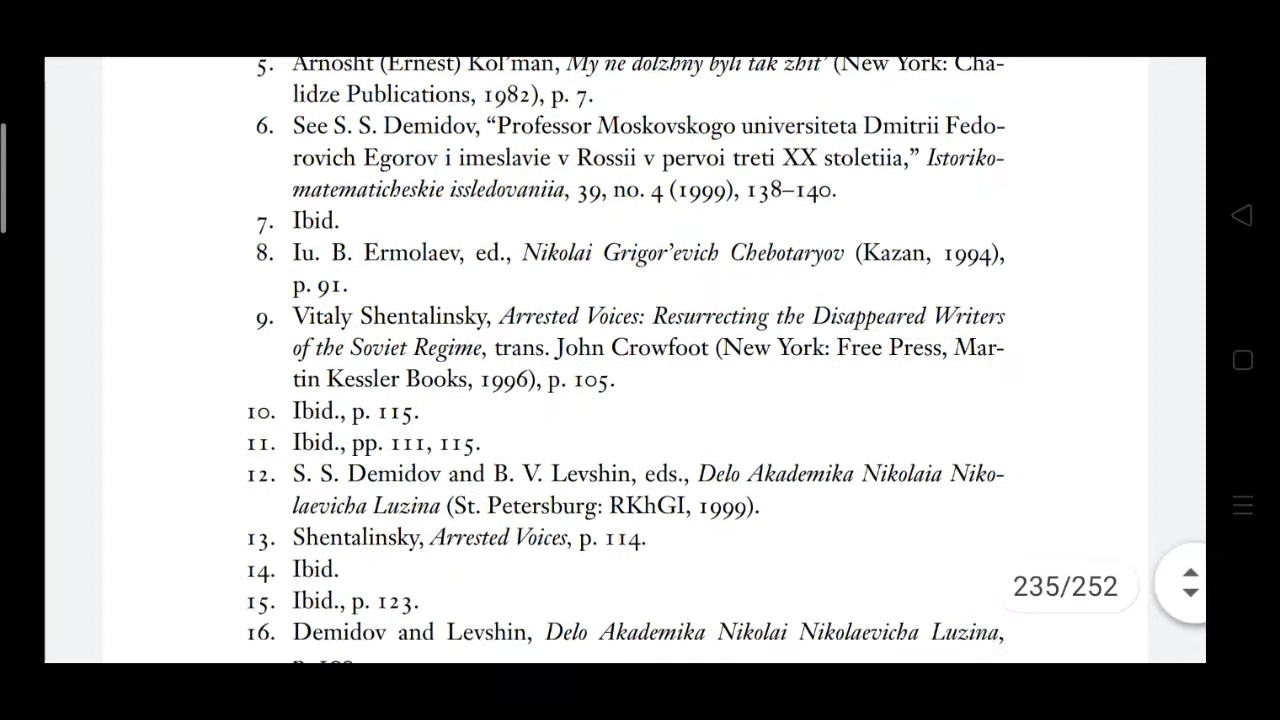 5. Arnosht (Ernest) Kol'man, My ne dolzhny byli tak zhit' (New York: Cha-
lidze Publications, 1982), p. 7.
6. See S. S. Demidov, “Professor Moskovskogo universiteta Dmitrii Fedo-
rovich Egorov i imeslavie v Rossii v pervoi treti XX stoletiia,” Istoriko-
matematicheskie issledovaniia, 39, no. 4 (1999), 138–140.
7. Ibid.
8. Iu. B. Ermolaev, ed., Nikolai Grigor'evich Chebotaryov (Kazan, 1994),
p. 91.
9. Vitaly Shentalinsky, Arrested Voices: Resurrecting the Disappeared Writers
of the Soviet Regime, trans. John Crowfoot (New York: Free Press, Mar-
tin Kessler Books, 1996), p. 105.
10. Ibid., p. 115.
11. Ibid., pp. 111, 115.
12. S. S. Demidov and B. V. Levshin, eds., Delo Akademika Nikolaia Niko-
laevicha Luzina (St. Petersburg: RKhGI, 1999).
13. Shentalinsky, Arrested Voices, p. 114.
14. Ibid.
15. Ibid., p. 123.
16. Demidov and Levshin, Delo Akademika Nikolai Nikolaevicha Luzina,
235/252